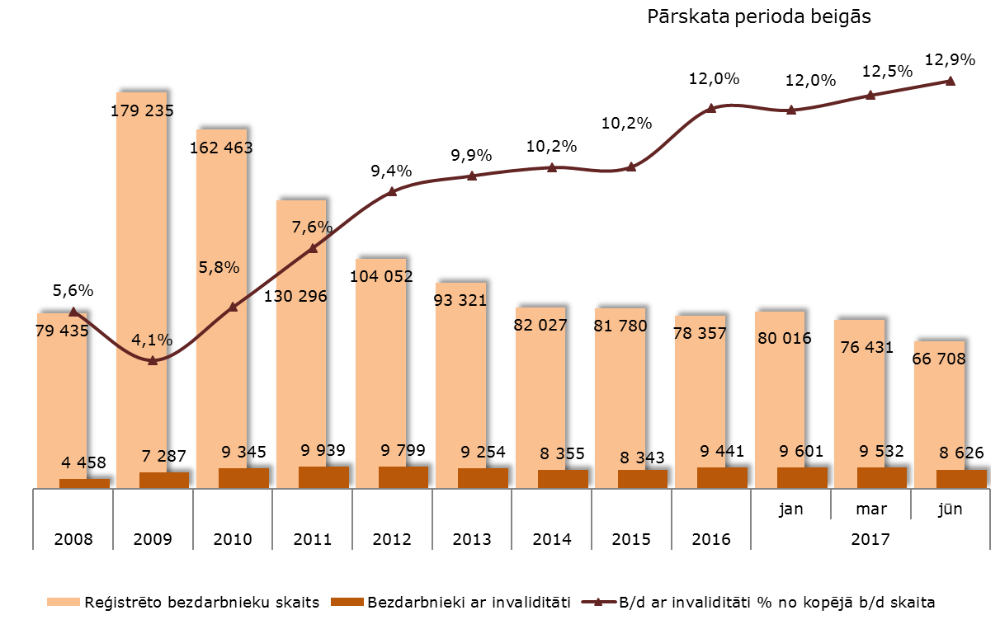 Pārskata perioda beigās
5,6% 4,1% 5,8% 7,6% 9,4% 9,9% 10,2% 10,2% 12,0% 12,0% 12,5% 12,9%
79 435 179 235 162 463 130 296 104 052 93 321 82 027 81 780 78 357 80 016 76 431 66 708
4 458 7 287 9 345 9 939 9 799 9 254 8 355 8 343 9 441 9 601 9 532 8 626
jan mar jūn
2008 2009 2010 2011 2012 2013 2014 2015 2016 2017
Reģistrēto bezdarbnieku skaits Bezdarbnieki ar invaliditāti B/d ar invaliditāti % no kopējā b/d skaita